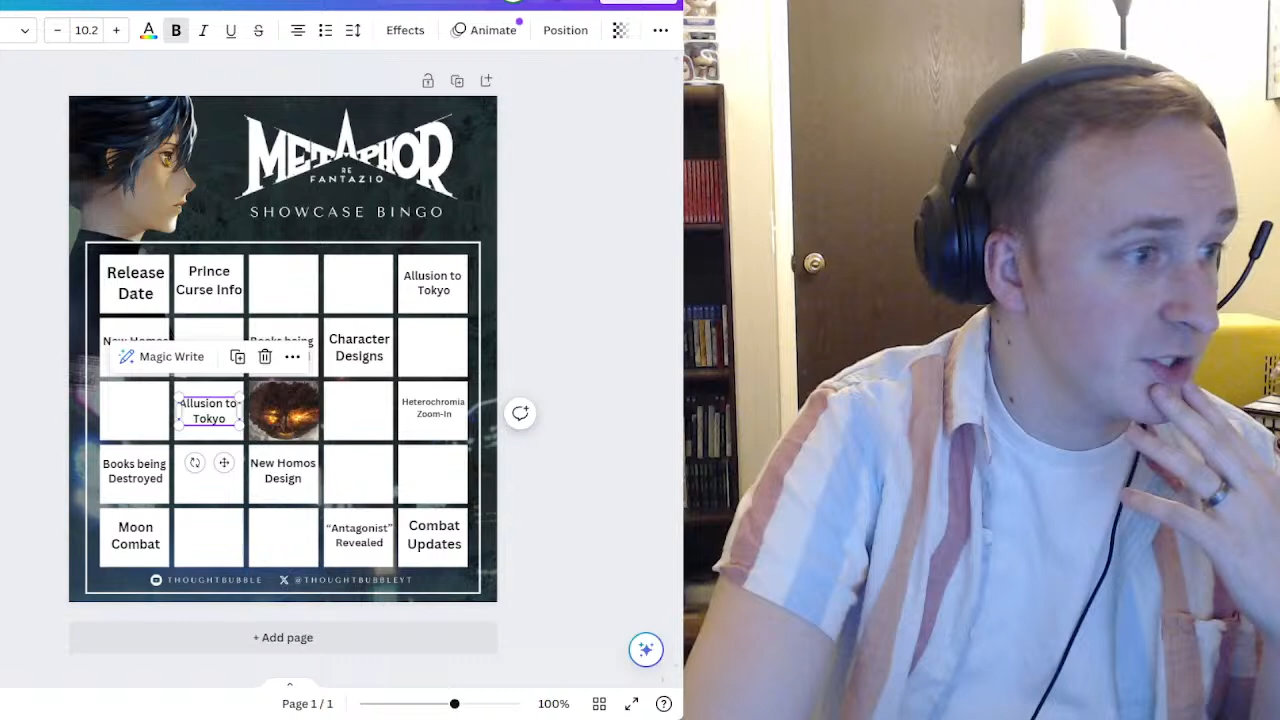 10.2
A
B
I
U
S
Effects
Animate
Position
METAPHOR
RE
FANTAZIO
SHOWCASE BINGO
Release
Date
Prince
Curse Info
Allusion to
Tokyo
Character
Designs
Magic Write
Allusion to
Tokyo
Heterochromia
Zoom-In
Books being
Destroyed
New Homos
Design
Moon
Combat
“Antagonist”
Revealed
Combat
Updates
THOUGHTBUBBLE
@THOUGHTBUBBLEYT
+ Add page
Page 1 / 1
100%